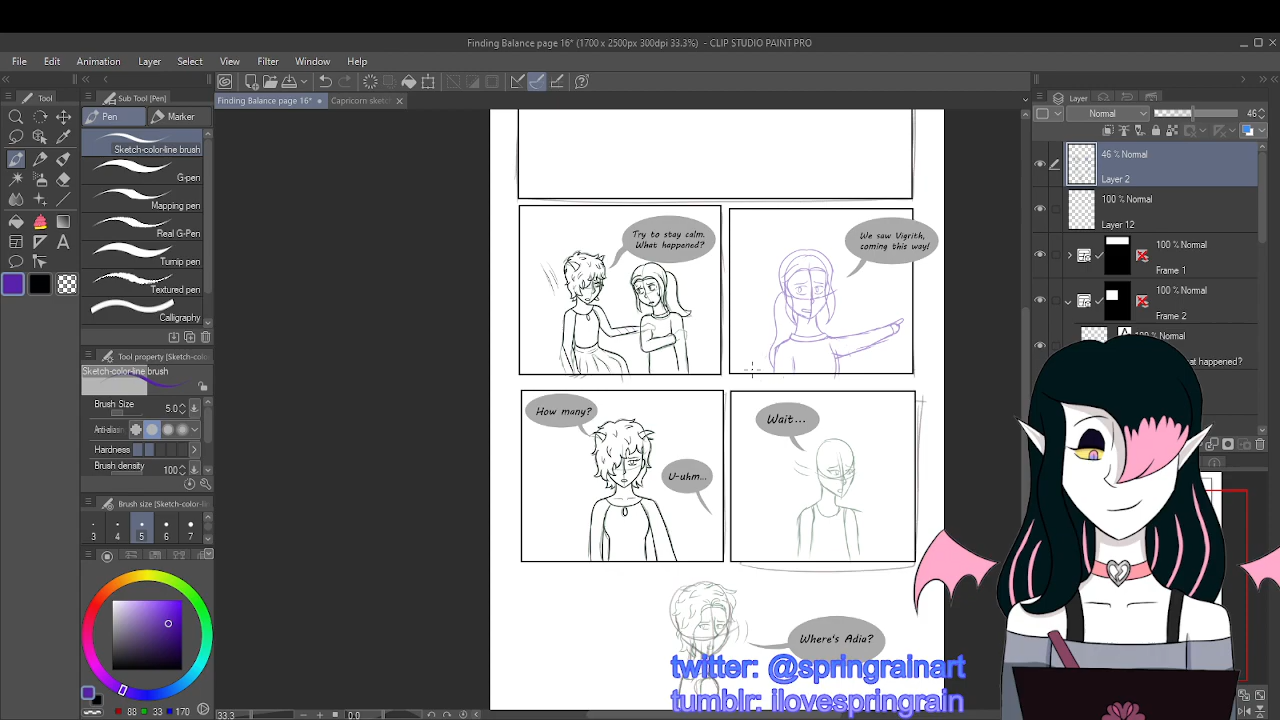 Finding Balance page 16* (1700 x 2500px 300dpi 33.3%) - CLIP STUDIO PAINT PRO
File Edit Animation Layer Select View Filter Window Help
Tool
Sub Tool [Pen]
Finding Balance page 16*
Capricorn sketc
Layer
Pen
Marker
Normal
46
Sketch-color-line brush
G-pen
Mapping pen
Real G-Pen
Turnip pen
Textured pen
Calligraphy
46 % Normal
Layer 2
100 % Normal
Layer 12
100 % Normal
Frame 1
100 % Normal
Frame 2
100 % Normal
what happened?
Try to stay calm.
What happened?
We saw Vigrith,
coming this way!
How many?
U-uhm...
Wait...
Where's Adia?
Tool property [Sketch-co
Sketch-color-line brush
Brush Size 5.0
Anti-alias
Hardness
Brush density 100
Brush size [Sketch-color-li
3 4 5 6 7
88 33 170
33.3
0.0
twitter: @springrainart
tumblr: ilovespringrain